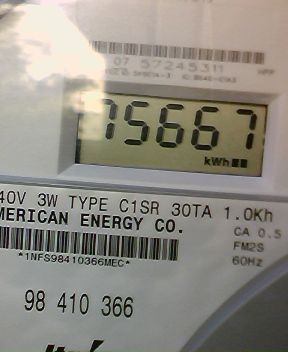 07 57245311
75667
kWh
40V 3W TYPE C1SR 30TA 1.0Kh
MERICAN ENERGY CO.
CA 0.5
FM2S
60Hz
*1NFS98410366MEC*
98 410 366